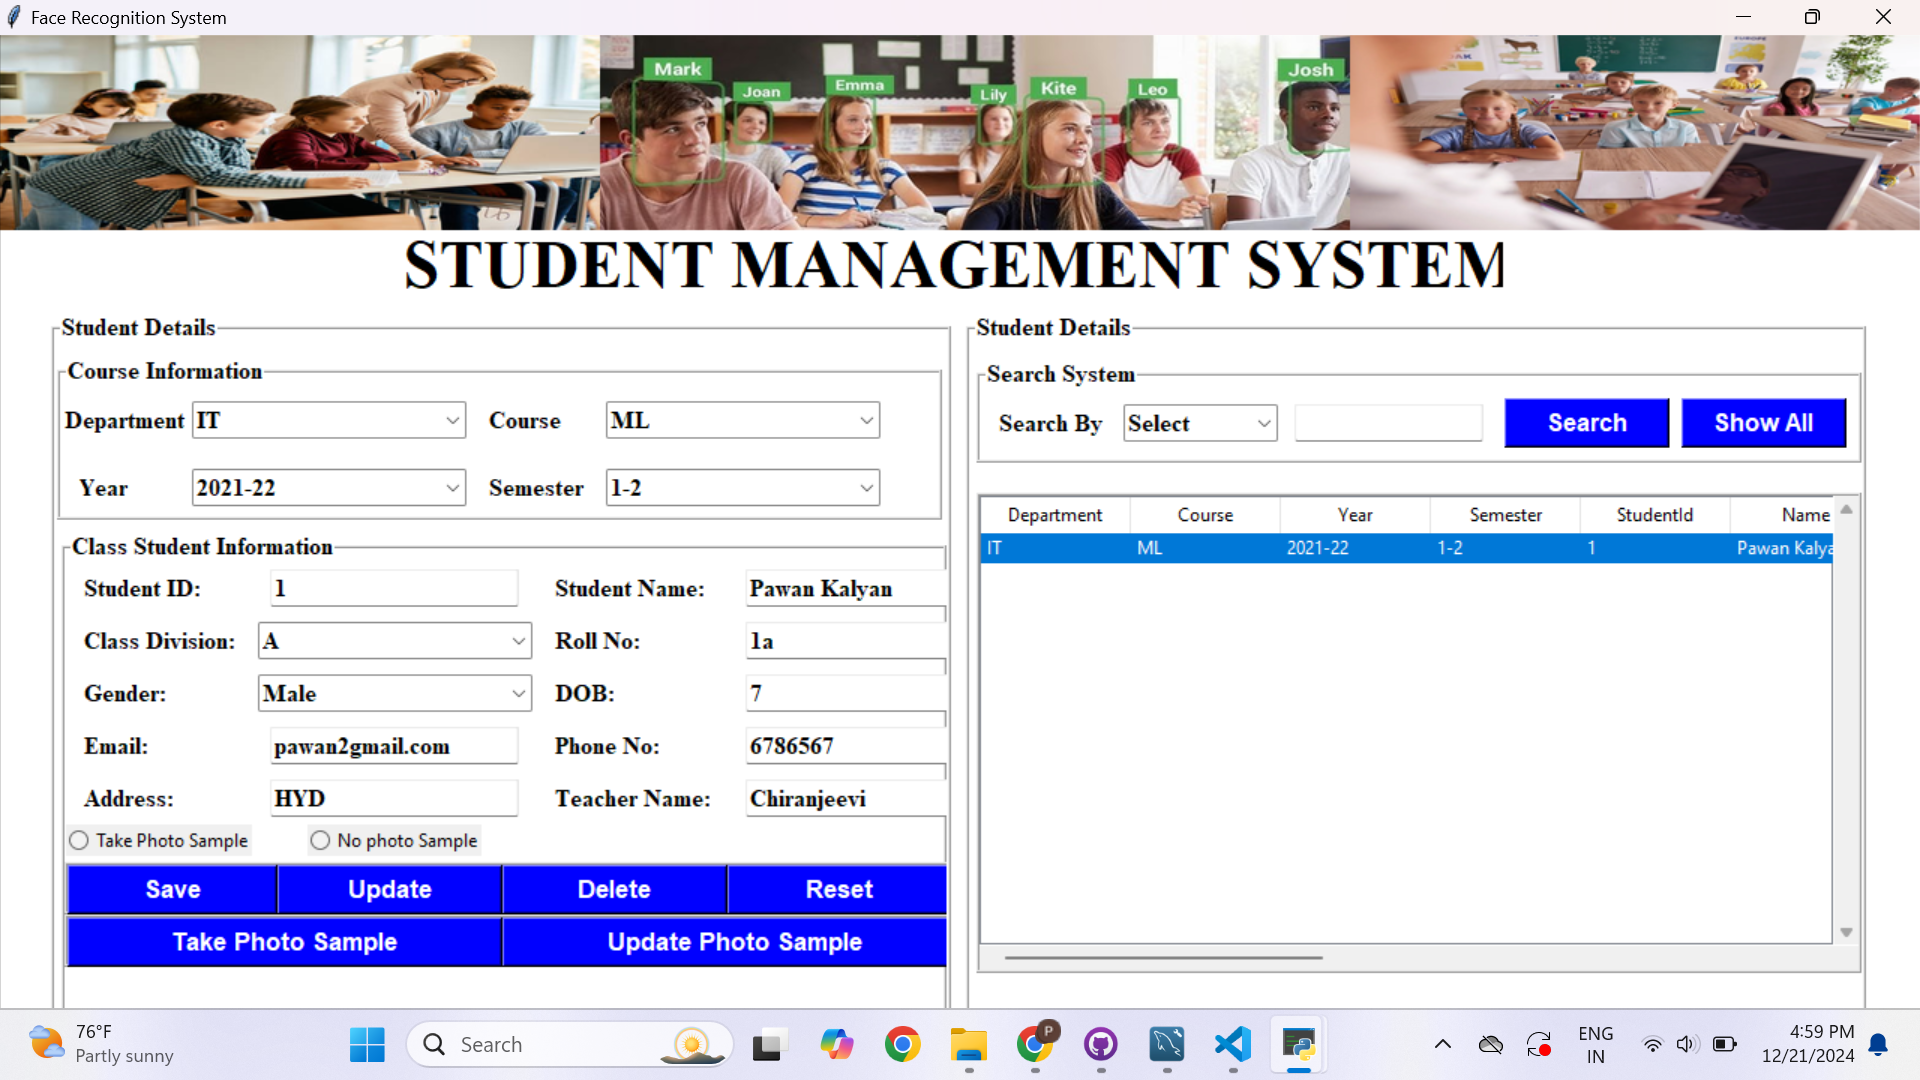 Face Recognition System
Mark
Joan
Emma
Lily
Kite
Leo
Josh
STUDENT MANAGEMENT SYSTEM
Student Details
Course Information
Department IT Course ML
Year 2021-22 Semester 1-2
Class Student Information
Student ID: 1 Student Name: Pawan Kalyan
Class Division: A Roll No: 1a
Gender: Male DOB: 7
Email: pawan2gmail.com Phone No: 6786567
Address: HYD Teacher Name: Chiranjeevi
Take Photo Sample No photo Sample
Save Update Delete Reset
Take Photo Sample Update Photo Sample
Student Details
Search System
Search By Select Search Show All
Department Course Year Semester StudentId Name
IT ML 2021-22 1-2 1 Pawan Kalya
76°F
Partly sunny
Search
P
ENG
IN
4:59 PM
12/21/2024